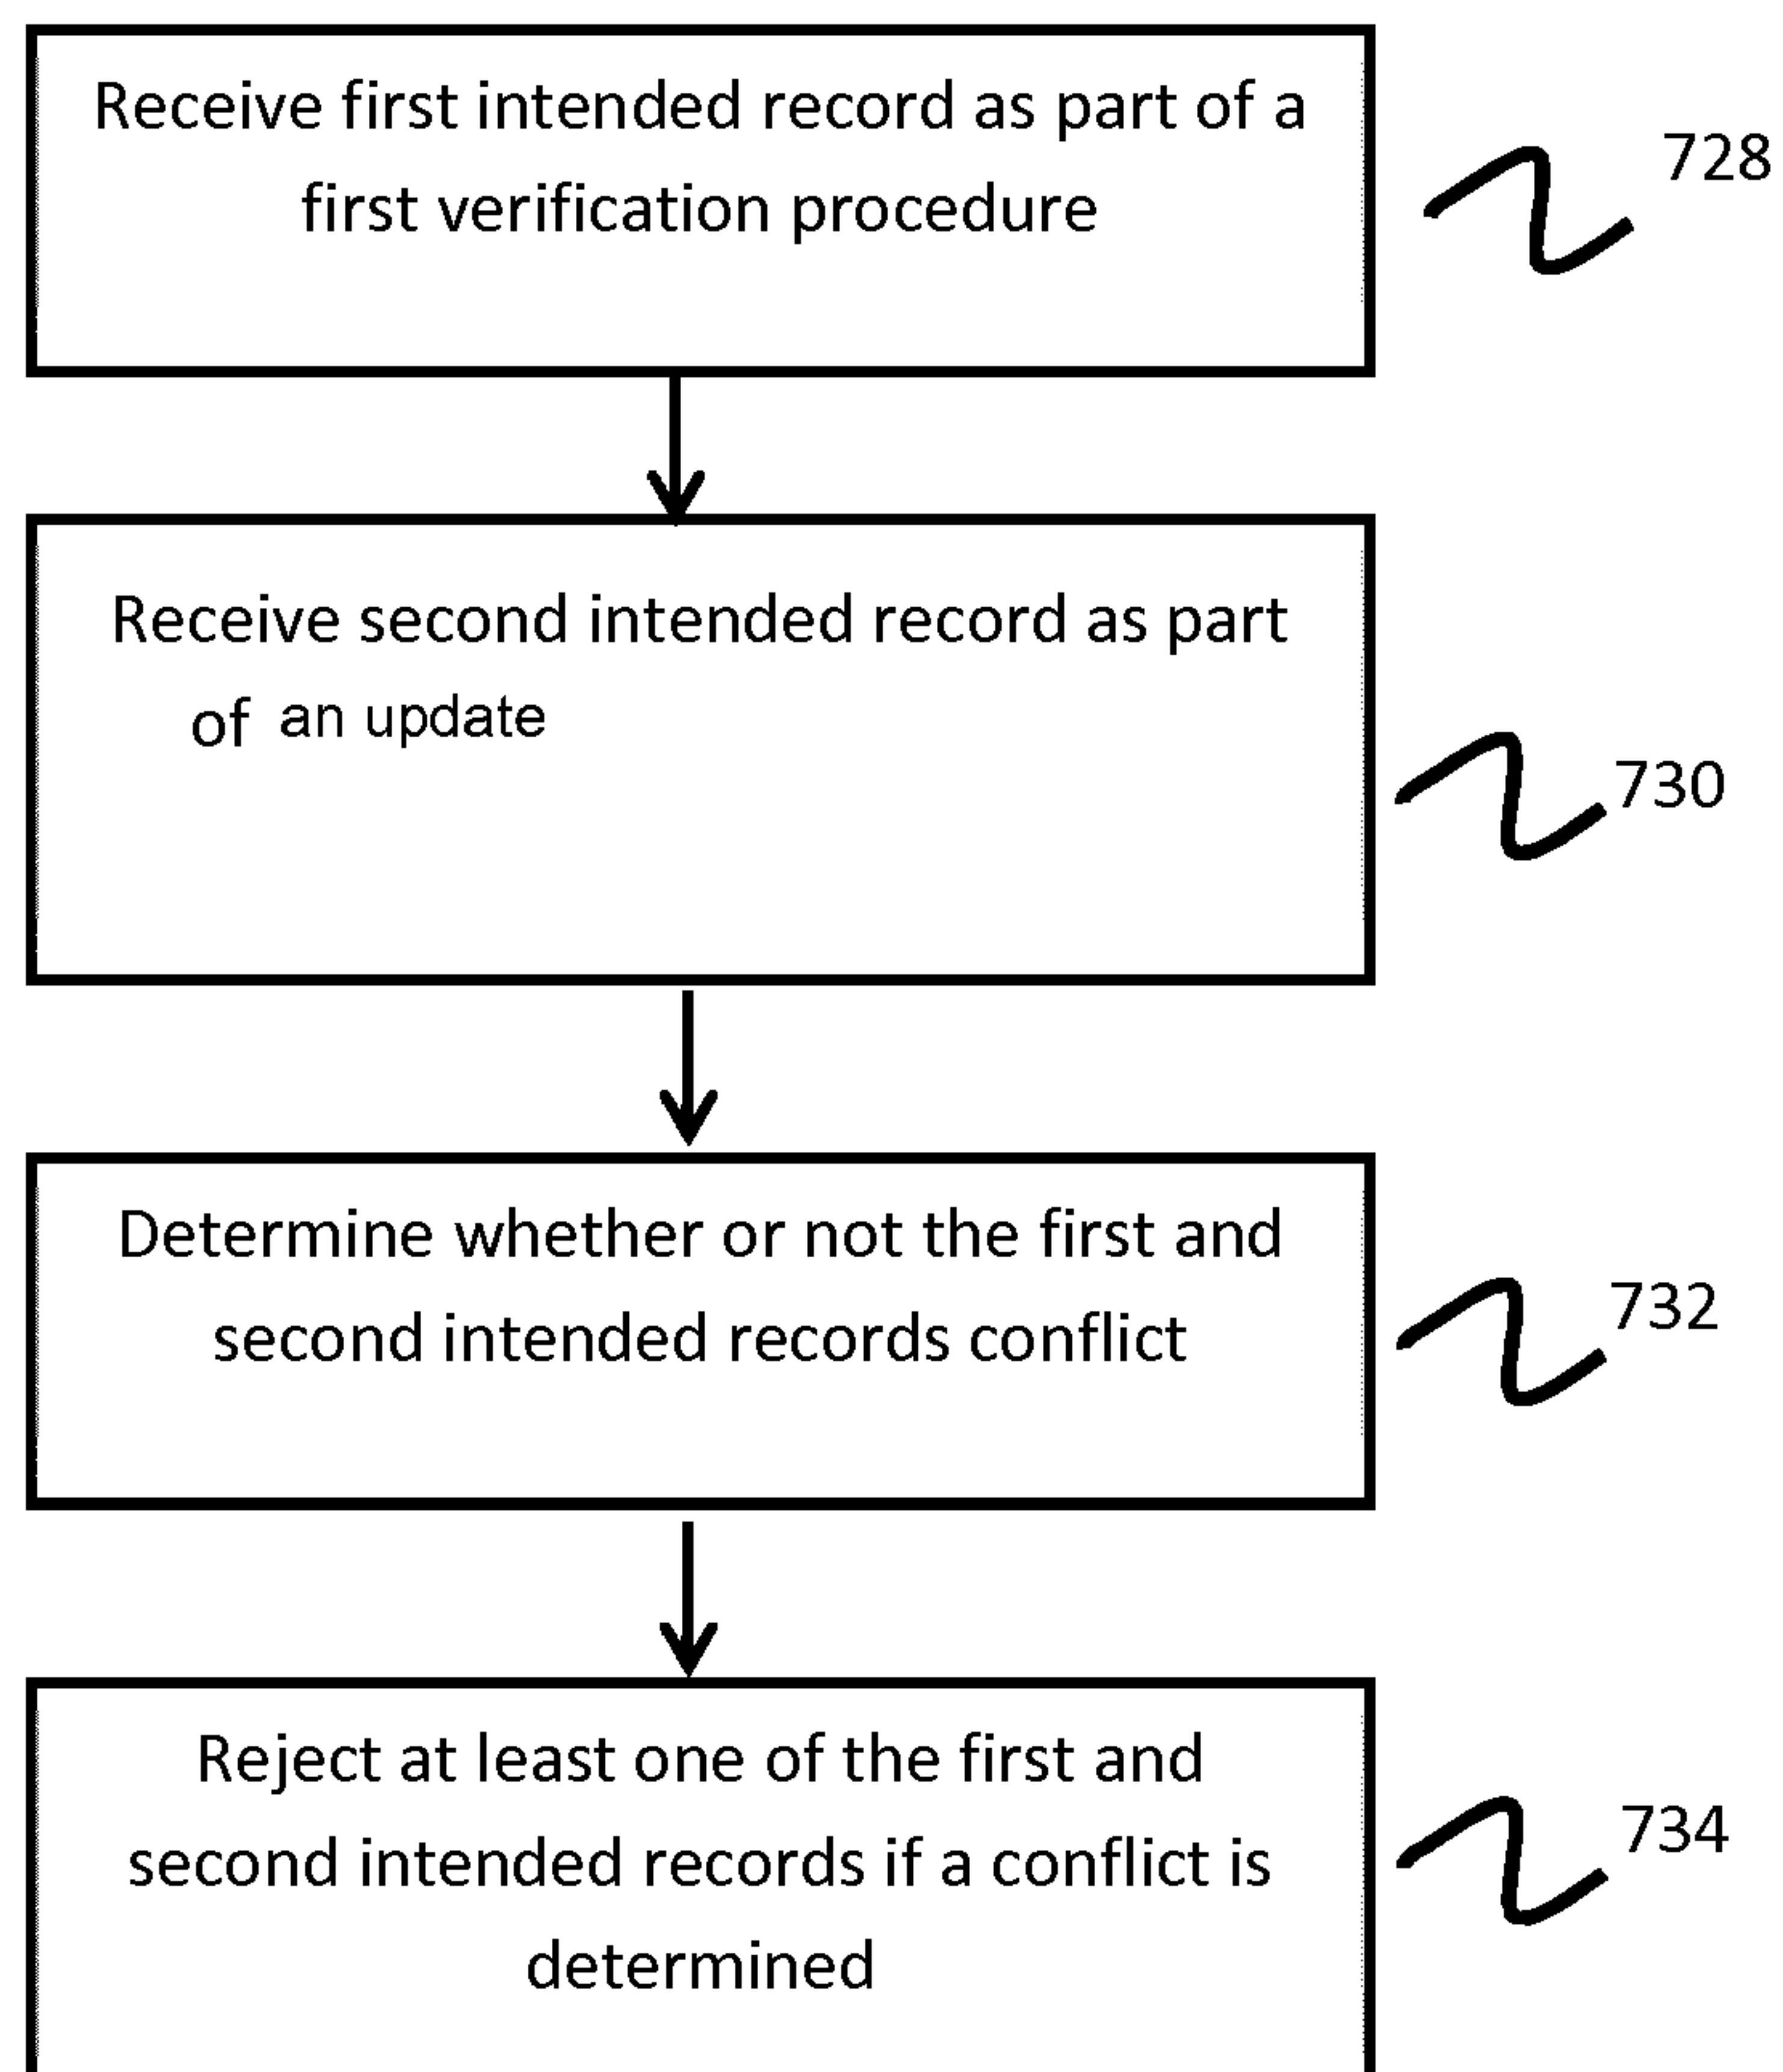 Receive first intended record as part of a
first verification procedure
728
Receive second intended record as part
of an update
730
Determine whether or not the first and
second intended records conflict
732
Reject at least one of the first and
second intended records if a conflict is
determined
734